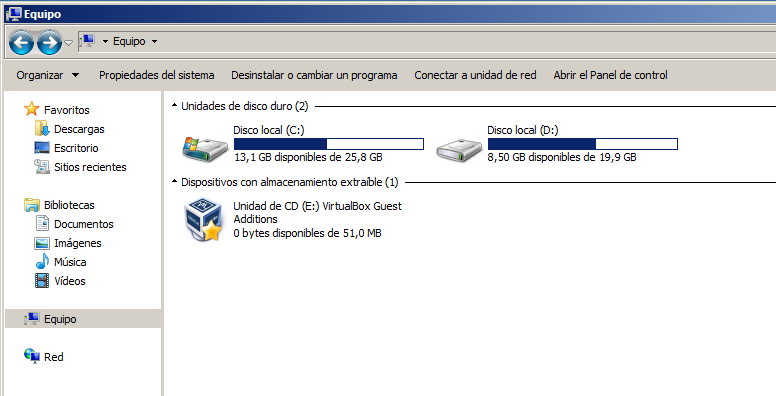 Equipo
Equipo
Organizar
Propiedades del sistema
Desinstalar o cambiar un programa
Conectar a unidad de red
Abrir el Panel de control
Favoritos
Descargas
Escritorio
Sitios recientes
Bibliotecas
Documentos
Imágenes
Música
Vídeos
Equipo
Red
Unidades de disco duro (2)
Disco local (C:)
13,1 GB disponibles de 25,8 GB
Disco local (D:)
8,50 GB disponibles de 19,9 GB
Dispositivos con almacenamiento extraíble (1)
Unidad de CD (E:) VirtualBox Guest
Additions
0 bytes disponibles de 51,0 MB